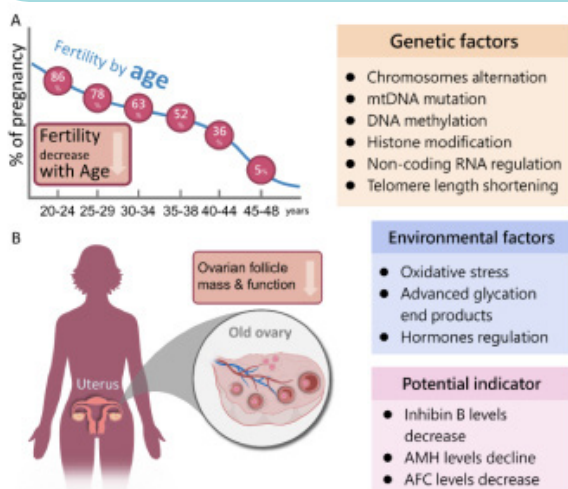 A
% of pregnancy
Fertility by age
86
%
78
%
63
%
52
%
36
%
5%
Fertility
decrease
with Age
20-24 25-29 30-34 35-38 40-44 45-48 years
B
Ovarian follicle
mass & function
Old ovary
Uterus
Genetic factors
● Chromosomes alternation
● mtDNA mutation
● DNA methylation
● Histone modification
● Non-coding RNA regulation
● Telomere length shortening
Environmental factors
● Oxidative stress
● Advanced glycation
end products
● Hormones regulation
Potential indicator
● Inhibin B levels
decrease
● AMH levels decline
● AFC levels decrease